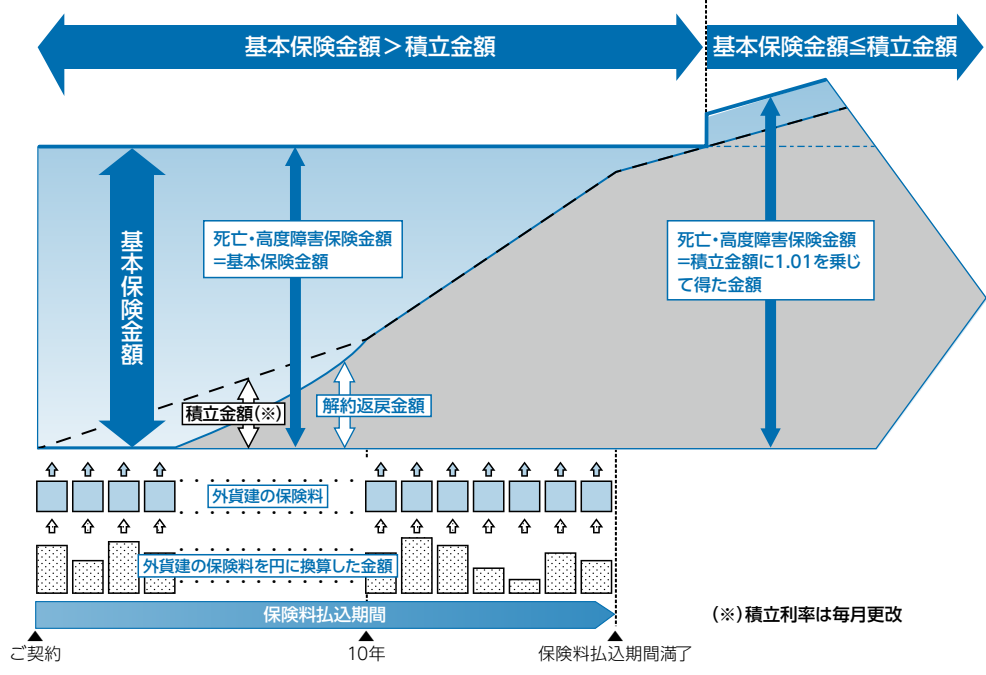 基本保険金額＞積立金額
基本保険金額≦積立金額
基本保険金額
死亡・高度障害保険金額
＝基本保険金額
死亡・高度障害保険金額
＝積立金額に1.01を乗じ
て得た金額
積立金額(※)
解約返戻金額
外貨建の保険料
外貨建の保険料を円に換算した金額
保険料払込期間
(※)積立利率は毎月更改
ご契約
10年
保険料払込期間満了